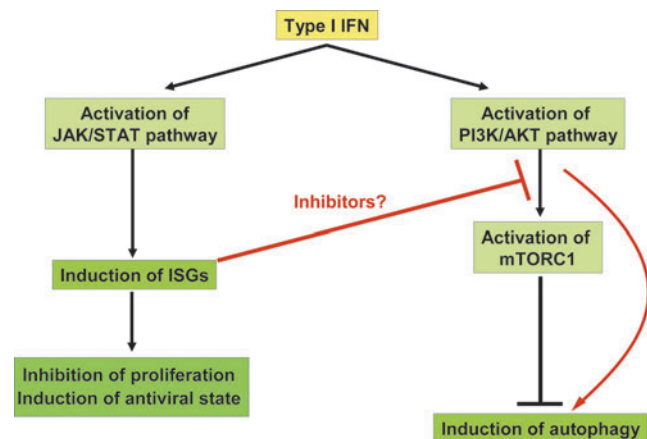 Type I IFN
Activation of
JAK/STAT pathway
Activation of
PI3K/AKT pathway
Inhibitors?
Activation of
mTORC1
Induction of ISGs
Inhibition of proliferation
Induction of antiviral state
Induction of autophagy